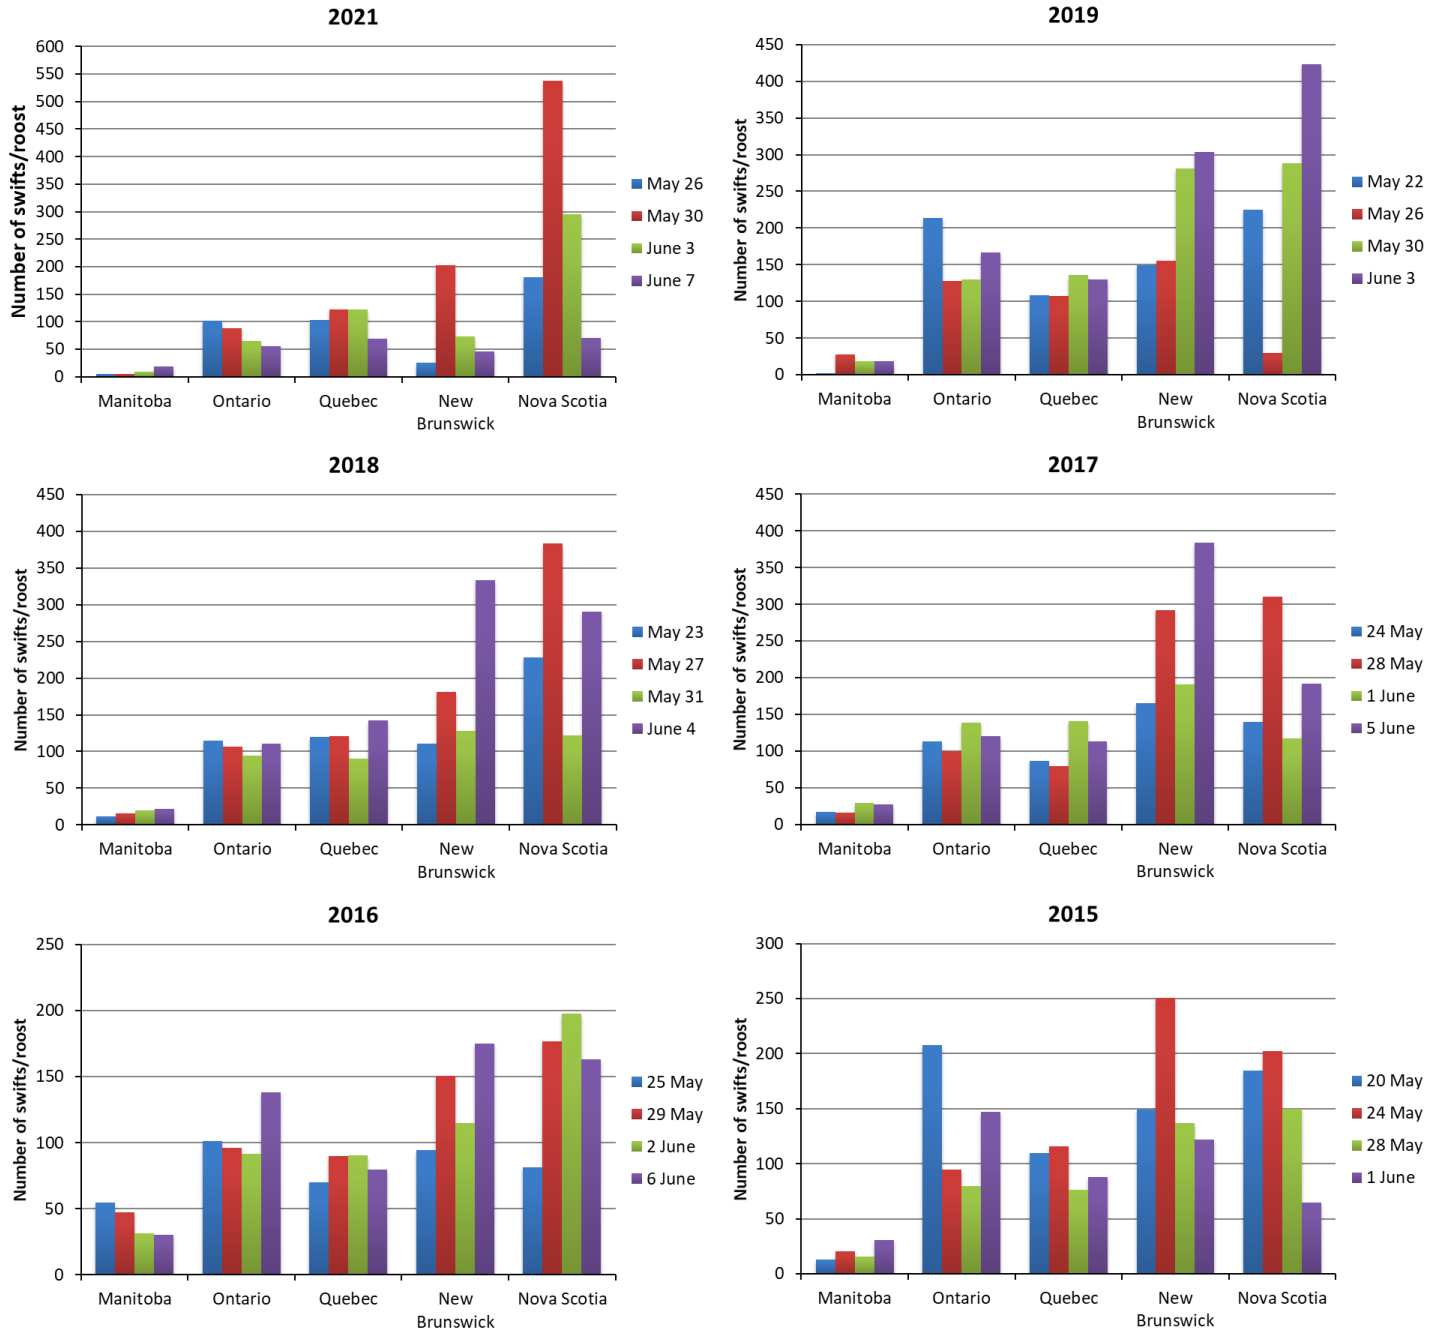 2021
600
550
500
450
400
350
300
250
200
150
100
50
0
Number of swifts/roost
Manitoba
Ontario
Quebec
New
Brunswick
Nova Scotia
May 26
May 30
June 3
June 7
2019
450
400
350
300
250
200
150
100
50
0
Number of swifts/roost
Manitoba
Ontario
Quebec
New
Brunswick
Nova Scotia
May 22
May 26
May 30
June 3
2018
450
400
350
300
250
200
150
100
50
0
Number of swifts/roost
Manitoba
Ontario
Quebec
New
Brunswick
Nova Scotia
May 23
May 27
May 31
June 4
2017
450
400
350
300
250
200
150
100
50
0
Number of swifts/roost
Manitoba
Ontario
Quebec
New
Brunswick
Nova Scotia
24 May
28 May
1 June
5 June
2016
250
200
150
100
50
0
Number of swifts/roost
Manitoba
Ontario
Quebec
New
Brunswick
Nova Scotia
25 May
29 May
2 June
6 June
2015
300
250
200
150
100
50
0
Number of swifts/roost
Manitoba
Ontario
Quebec
New
Brunswick
Nova Scotia
20 May
24 May
28 May
1 June